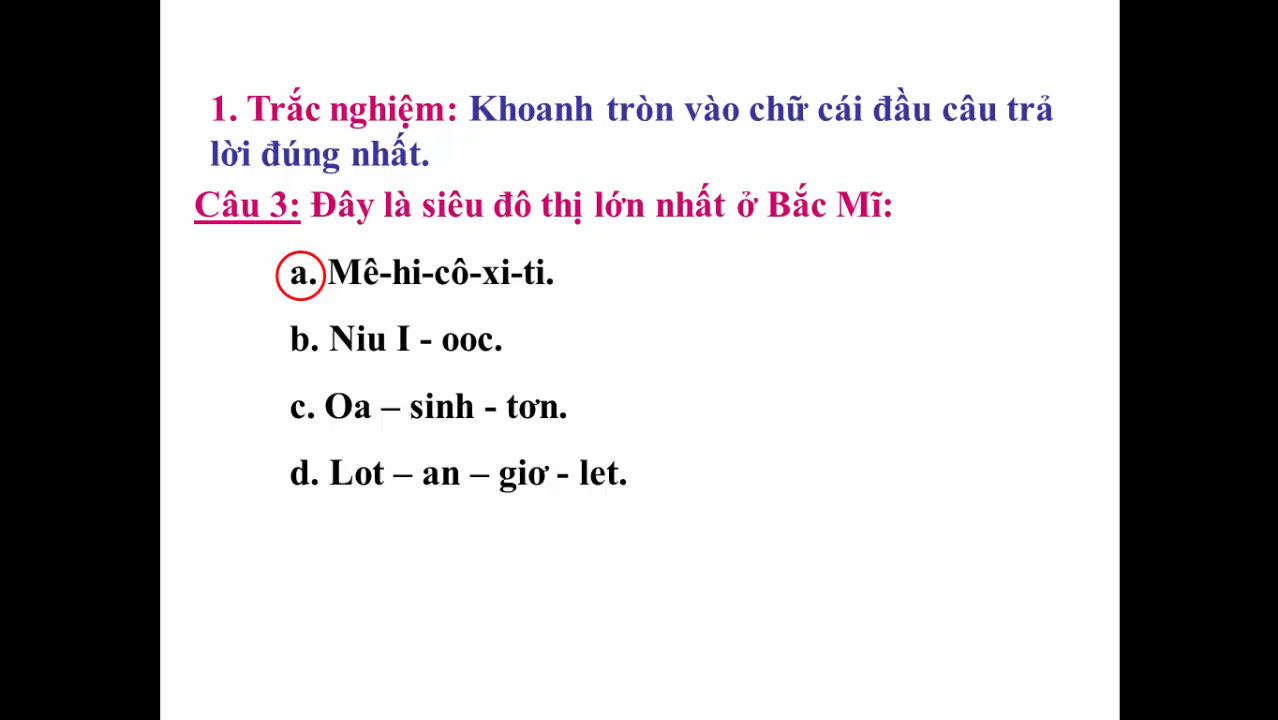 1. Trắc nghiệm: Khoanh tròn vào chữ cái đầu câu trả
lời đúng nhất.
Câu 3: Đây là siêu đô thị lớn nhất ở Bắc Mĩ:
a. Mê-hi-cô-xi-ti.
b. Niu I - ooc.
c. Oa – sinh - tơn.
d. Lot – an – giơ - let.